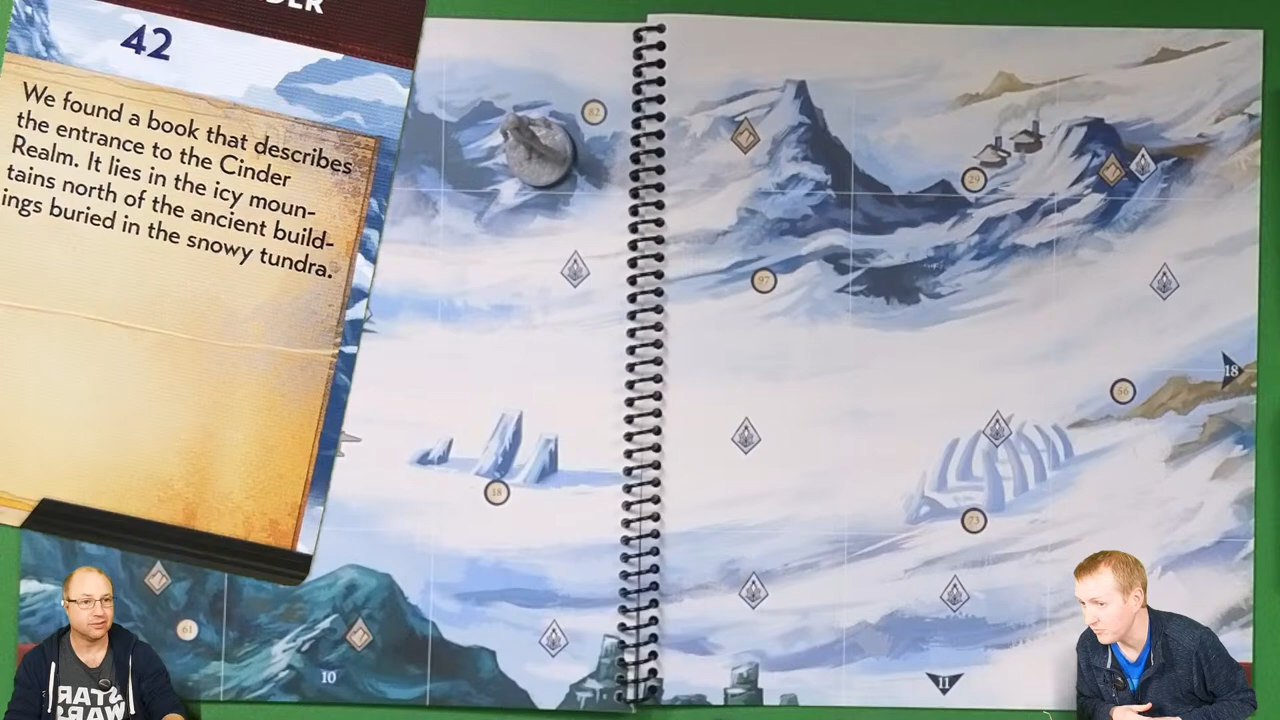 42
We found a book that describes
the entrance to the Cinder
Realm. It lies in the icy moun-
tains north of the ancient build-
ings buried in the snowy tundra.
82
29
97
18
56
18
73
61
10
11
STAR
WARS